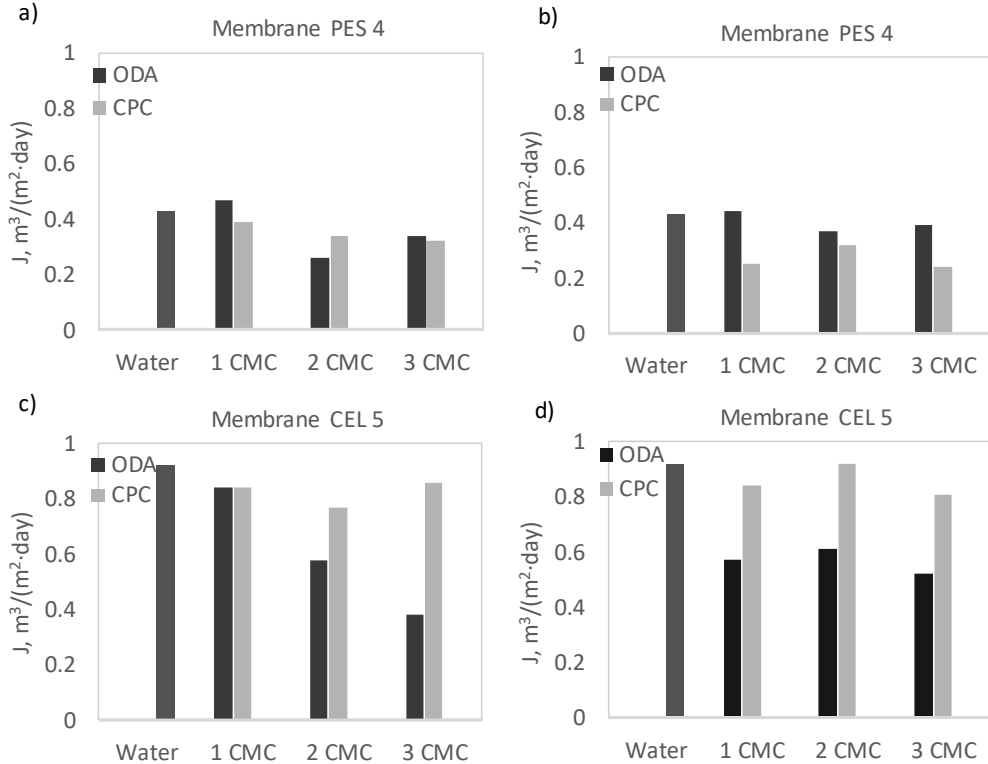 a)
Membrane PES 4
1
ODA
CPC
0.8
0.6
0.4
0.2
0
J, m³/(m²·day)
Water 1 CMC 2 CMC 3 CMC
b)
Membrane PES 4
1
ODA
CPC
0.8
0.6
0.4
0.2
0
J, m³/(m²·day)
Water 1 CMC 2 CMC 3 CMC
c)
Membrane CEL 5
1
ODA
CPC
0.8
0.6
0.4
0.2
0
J, m³/(m²·day)
Water 1 CMC 2 CMC 3 CMC
d)
Membrane CEL 5
1
ODA
CPC
0.8
0.6
0.4
0.2
0
J, m³/(m²·day)
Water 1 CMC 2 CMC 3 CMC